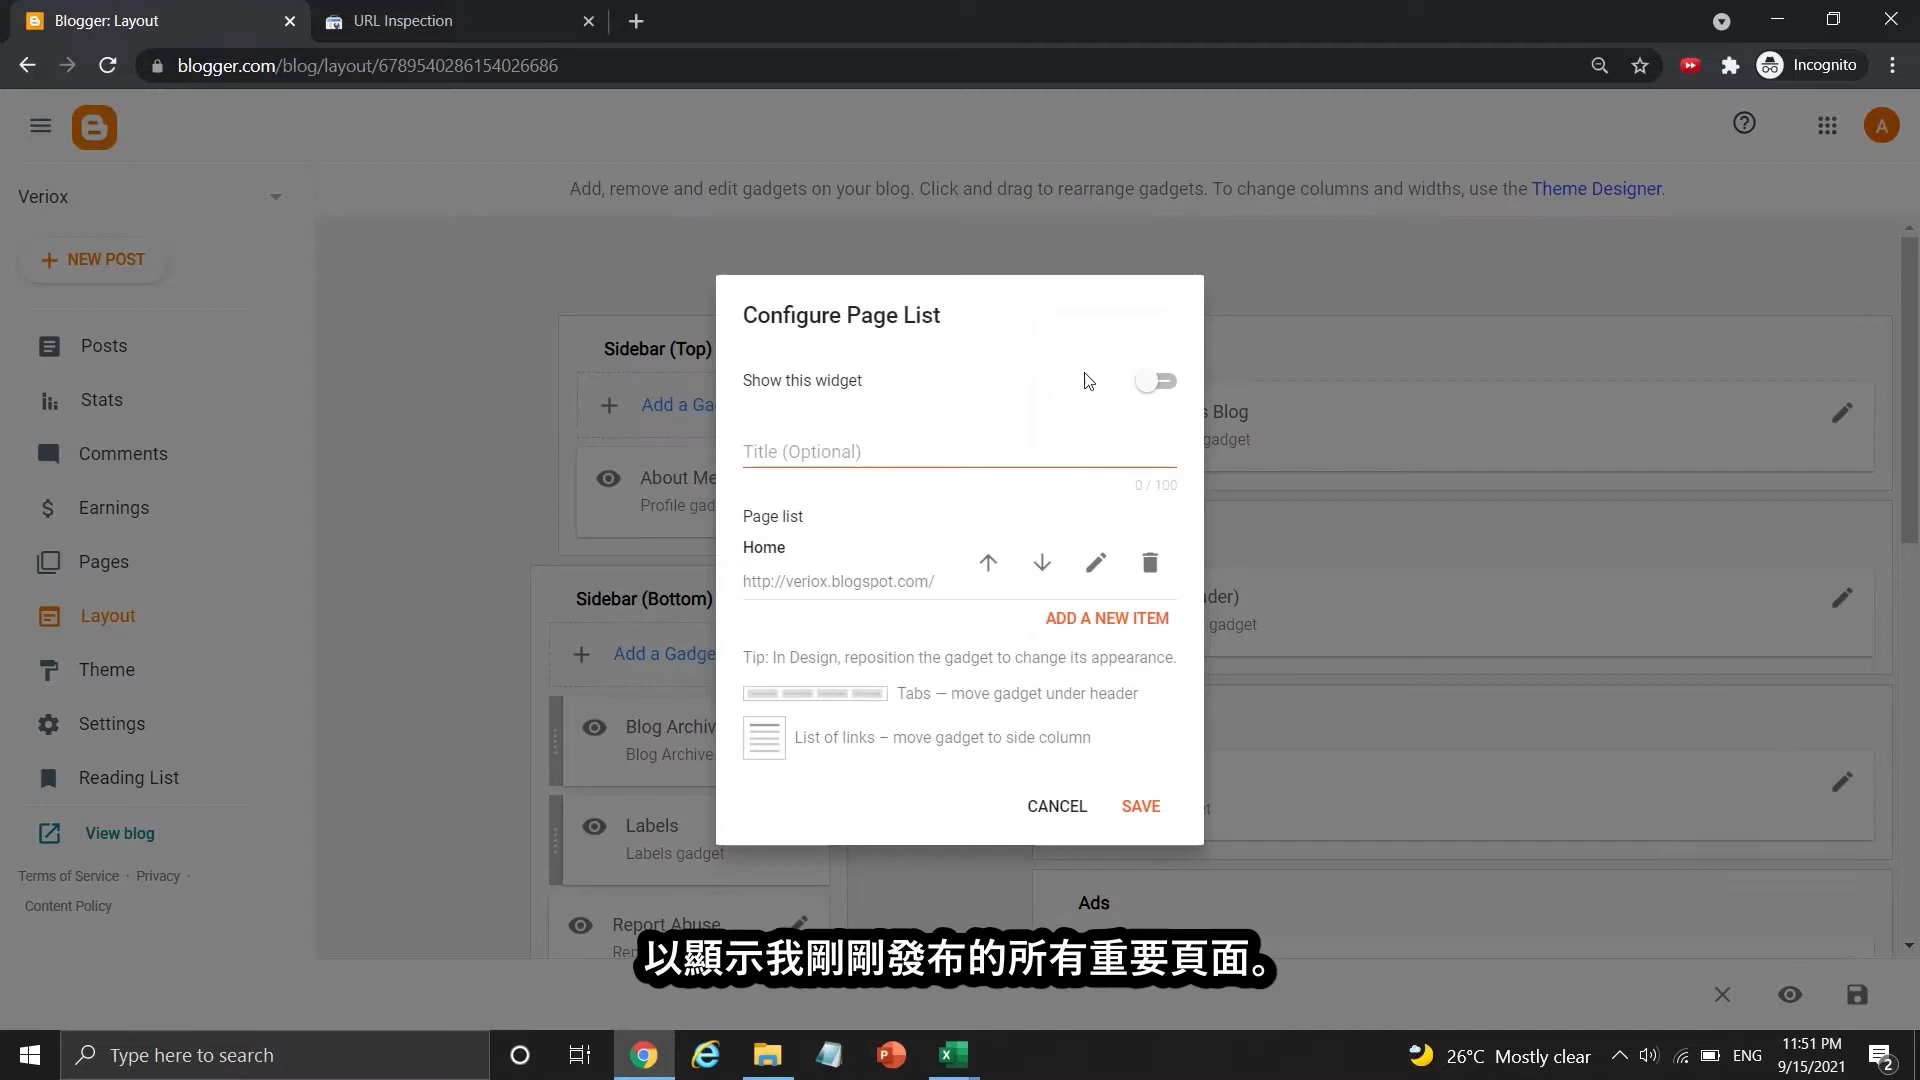 Blogger: Layout
URL Inspection
blogger.com/blog/layout/6789540286154026686
Incognito
A
Veriox
Add, remove and edit gadgets on your blog. Click and drag to rearrange gadgets. To change columns and widths, use the Theme Designer.
NEW POST
Posts
Stats
Comments
Earnings
Pages
Layout
Theme
Settings
Reading List
View blog
Terms of Service · Privacy ·
Content Policy
Sidebar (Top)
Add a Ga
About Me
Profile gad
Sidebar (Bottom)
Add a Gadge
Blog Archiv
Blog Archive
Labels
Labels gadget
Report Abuse
Rep
Configure Page List
Show this widget
Title (Optional)
0 / 100
Page list
Home
http://veriox.blogspot.com/
ADD A NEW ITEM
Tip: In Design, reposition the gadget to change its appearance.
Tabs — move gadget under header
List of links – move gadget to side column
CANCEL
SAVE
s Blog
gadget
der)
gadget
Ads
以顯示我剛剛發布的所有重要頁面。
Type here to search
26°C Mostly clear
ENG
11:51 PM
9/15/2021
2